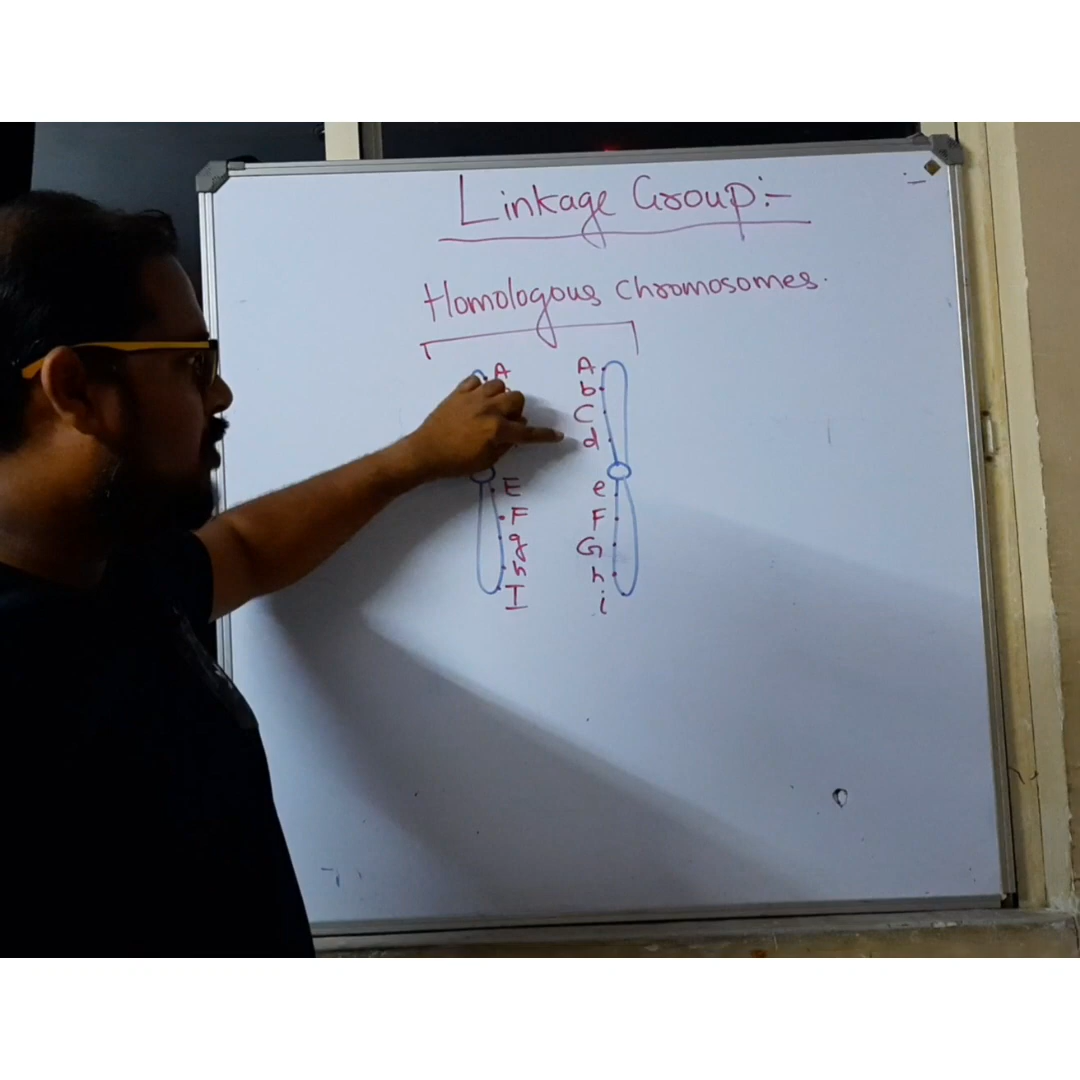 Linkage Group:-
:-
Homologous Chromosomes.
A A
b
C
d
E e
F F
g G
h h
I i